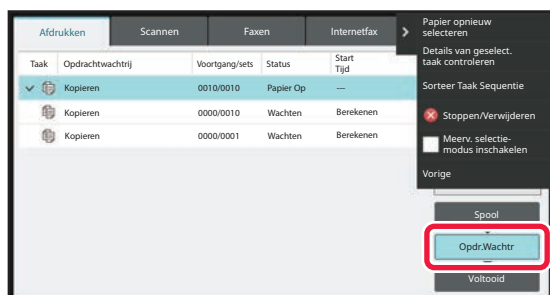 Afdrukken Scannen Faxen Internetfax
Taak Opdrachtwachtrij Voortgang/sets Status Start Tijd
Kopieren 0010/0010 Papier Op ---
Kopieren 0000/0010 Wachten Berekenen
Kopieren 0000/0001 Wachten Berekenen
Papier opnieuw
selecteren
Details van geselect.
taak controleren
Sorteer Taak Sequentie
Stoppen/Verwijderen
Meerv. selectie-
modus inschakelen
Vorige
Spool
Opdr.Wachtr
Voltooid